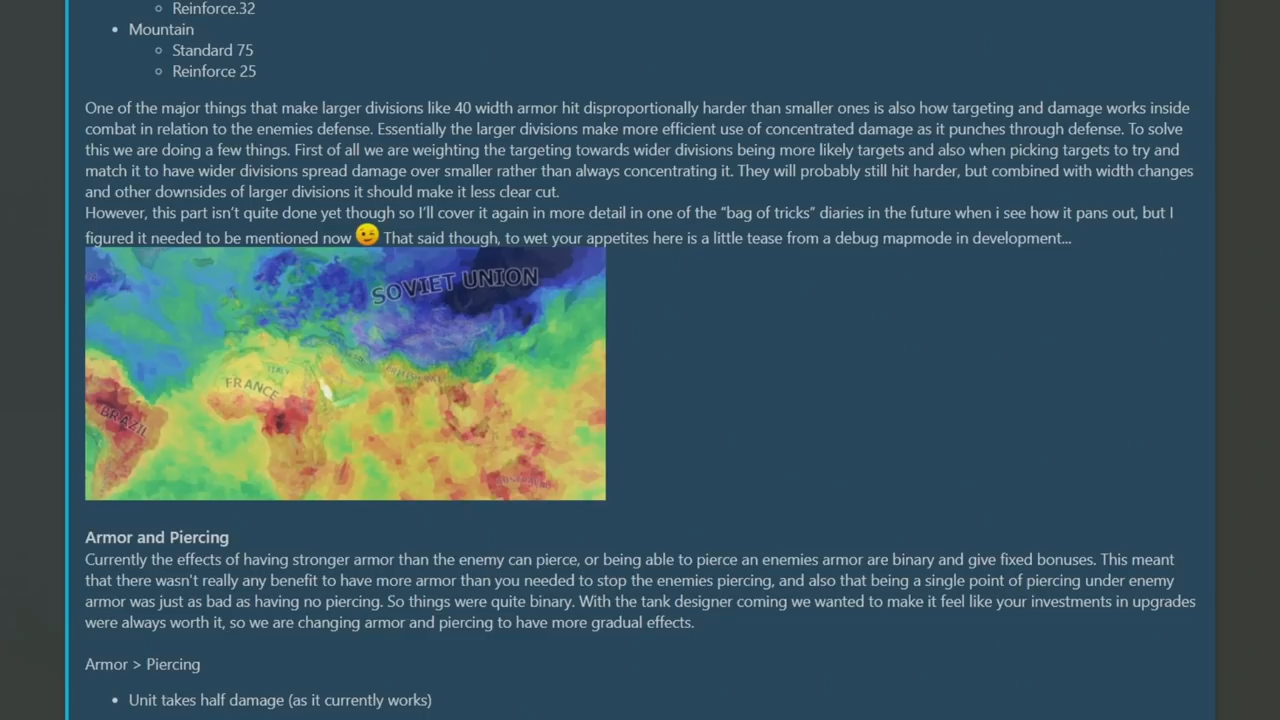 Reinforce.32
Mountain
Standard 75
Reinforce 25
One of the major things that make larger divisions like 40 width armor hit disproportionally harder than smaller ones is also how targeting and damage works inside
combat in relation to the enemies defense. Essentially the larger divisions make more efficient use of concentrated damage as it punches through defense. To solve
this we are doing a few things. First of all we are weighting the targeting towards wider divisions being more likely targets and also when picking targets to try and
match it to have wider divisions spread damage over smaller rather than always concentrating it. They will probably still hit harder, but combined with width changes
and other downsides of larger divisions it should make it less clear cut.
However, this part isn’t quite done yet though so I’ll cover it again in more detail in one of the “bag of tricks” diaries in the future when i see how it pans out, but I
figured it needed to be mentioned now 😉 That said though, to wet your appetites here is a little tease from a debug mapmode in development...
SOVIET UNION
ITALY
FRANCE
BRAZIL
Armor and Piercing
Currently the effects of having stronger armor than the enemy can pierce, or being able to pierce an enemies armor are binary and give fixed bonuses. This meant
that there wasn't really any benefit to have more armor than you needed to stop the enemies piercing, and also that being a single point of piercing under enemy
armor was just as bad as having no piercing. So things were quite binary. With the tank designer coming we wanted to make it feel like your investments in upgrades
were always worth it, so we are changing armor and piercing to have more gradual effects.
Armor > Piercing
Unit takes half damage (as it currently works)